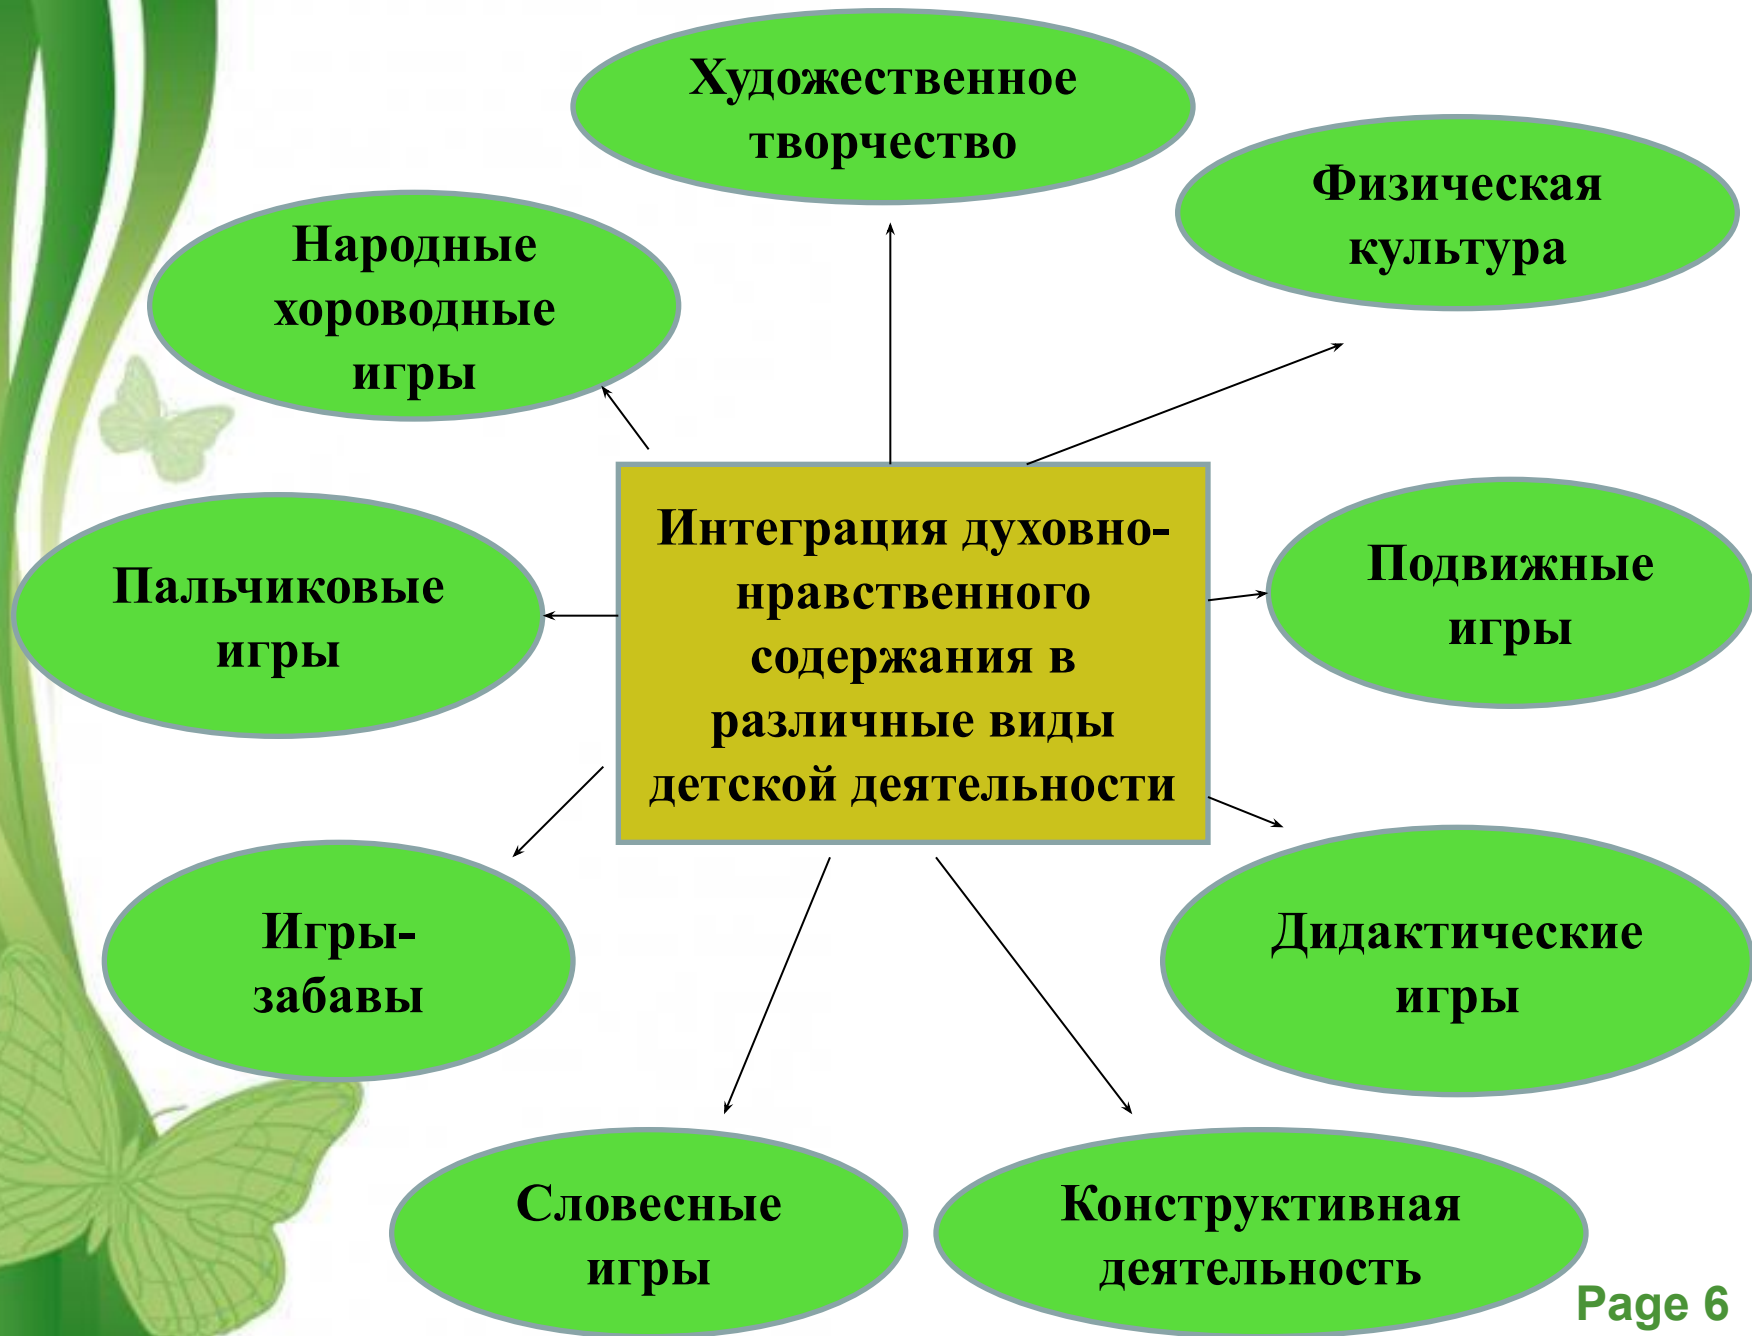 Художественное
творчество
Физическая
культура
Народные
хороводные
игры
Интеграция духовно-
нравственного
содержания в
различные виды
детской деятельности
Пальчиковые
игры
Подвижные
игры
Игры-
забавы
Дидактические
игры
Словесные
игры
Конструктивная
деятельность
Page 6